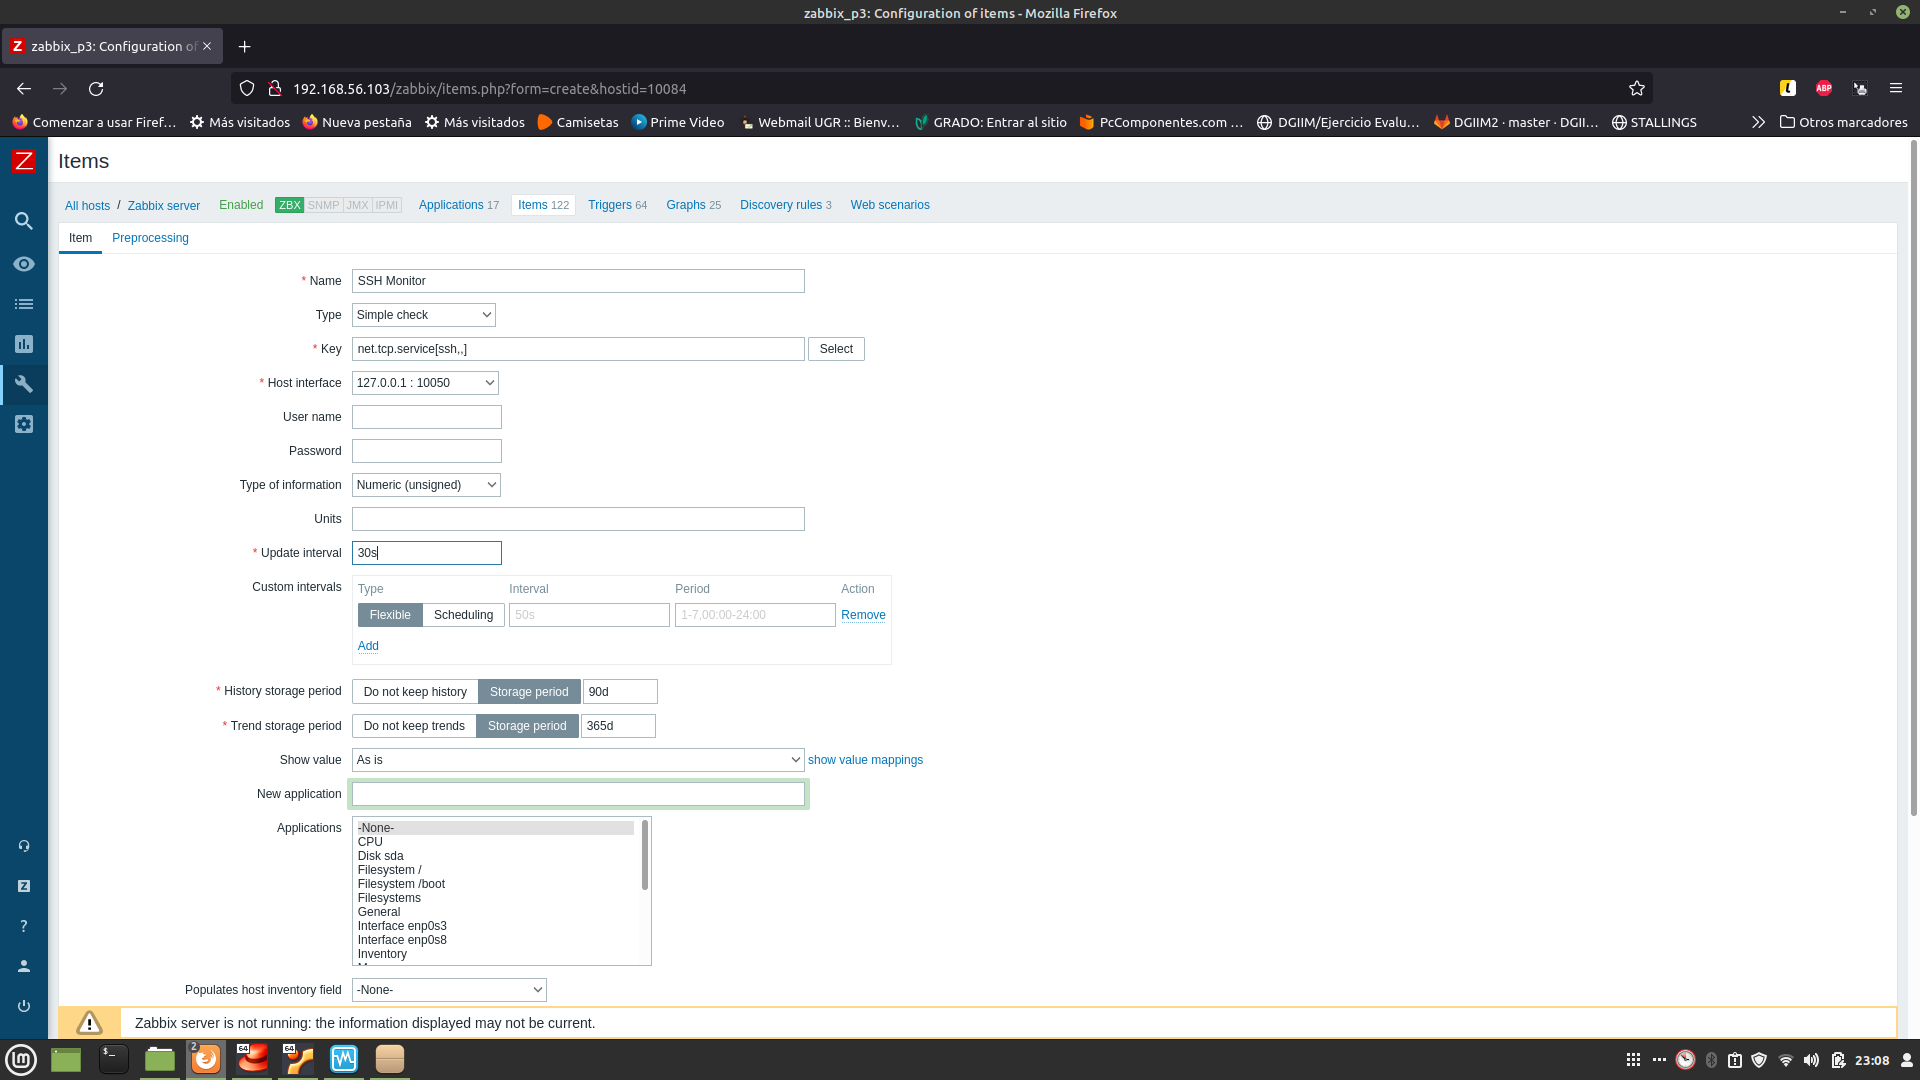 zabbix_p3: Configuration of items - Mozilla Firefox
Z zabbix_p3: Configuration of
192.168.56.103/zabbix/items.php?form=create&hostid=10084
ABP
Comenzar a usar Firef... Más visitados Nueva pestaña Más visitados Camisetas Prime Video Webmail UGR :: Bienv... GRADO: Entrar al sitio PcComponentes.com ... DGIIM/Ejercicio Evalu... DGIIM2 · master · DGII... STALLINGS Otros marcadores
Z
Items
All hosts / Zabbix server Enabled ZBX SNMP JMX IPMI Applications 17 Items 122 Triggers 64 Graphs 25 Discovery rules 3 Web scenarios
Item Preprocessing
* Name SSH Monitor
Type Simple check
* Key net.tcp.service[ssh,,] Select
* Host interface 127.0.0.1 : 10050
User name
Password
Type of information Numeric (unsigned)
Units
* Update interval 30s
Custom intervals Type Interval Period Action
Flexible Scheduling 50s 1-7,00:00-24:00 Remove
Add
* History storage period Do not keep history Storage period 90d
* Trend storage period Do not keep trends Storage period 365d
Show value As is show value mappings
New application
Applications -None-
CPU
Disk sda
Filesystem /
Filesystem /boot
Filesystems
General
Interface enp0s3
Interface enp0s8
Inventory
Z
?
Populates host inventory field -None-
Zabbix server is not running: the information displayed may not be current.
lm $_ 2 64 64 23:08